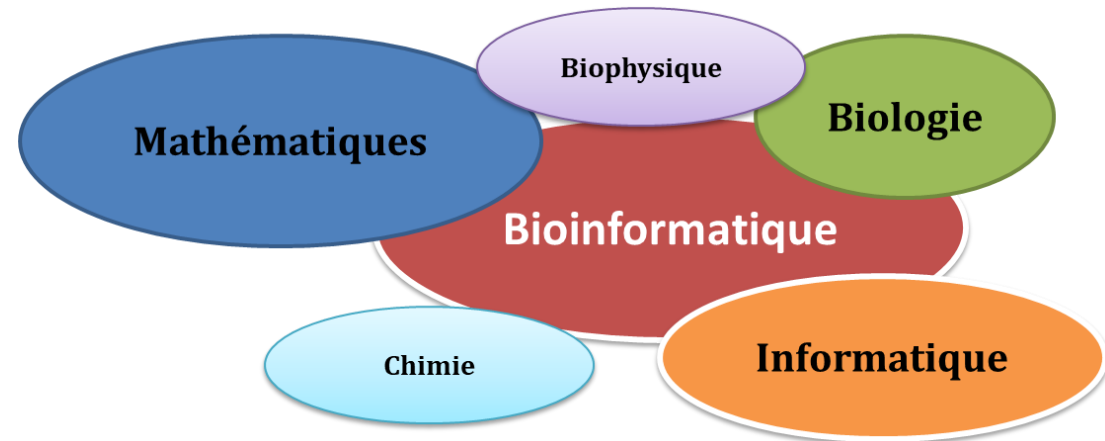 Biophysique
Mathématiques
Biologie
Bioinformatique
Chimie
Informatique